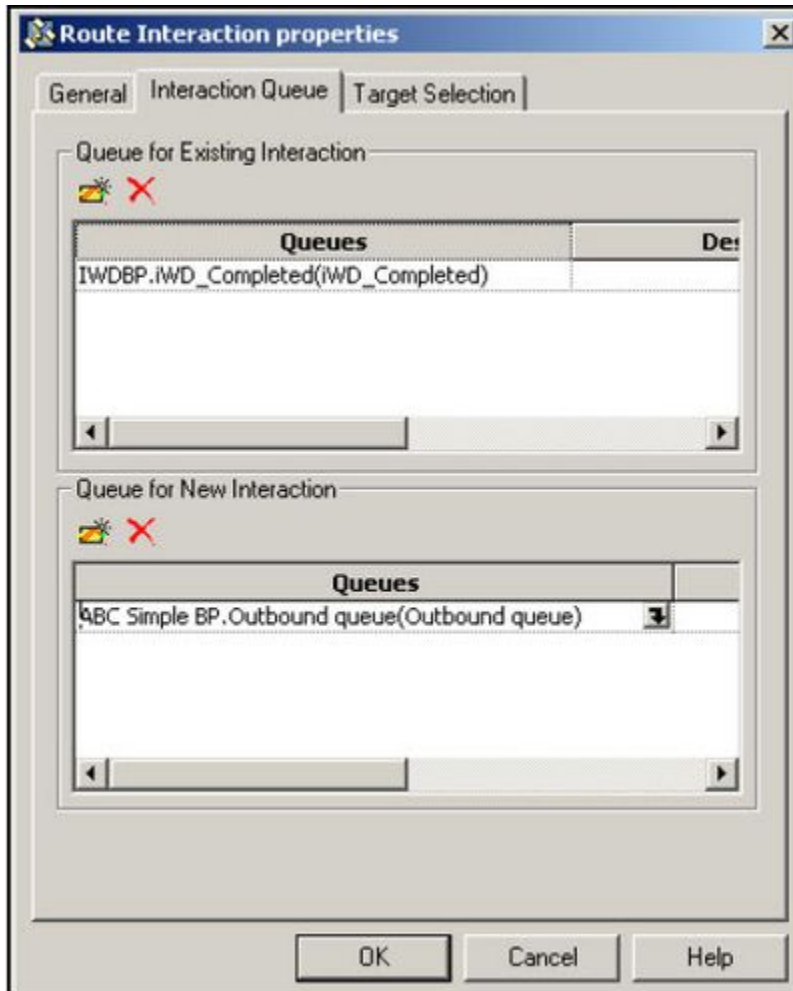 Route Interaction properties
General Interaction Queue Target Selection
Queue for Existing Interaction
Queues Des
IWDBP.iWD_Completed(iWD_Completed)
Queue for New Interaction
Queues
ABC Simple BP.Outbound queue(Outbound queue)
OK Cancel Help